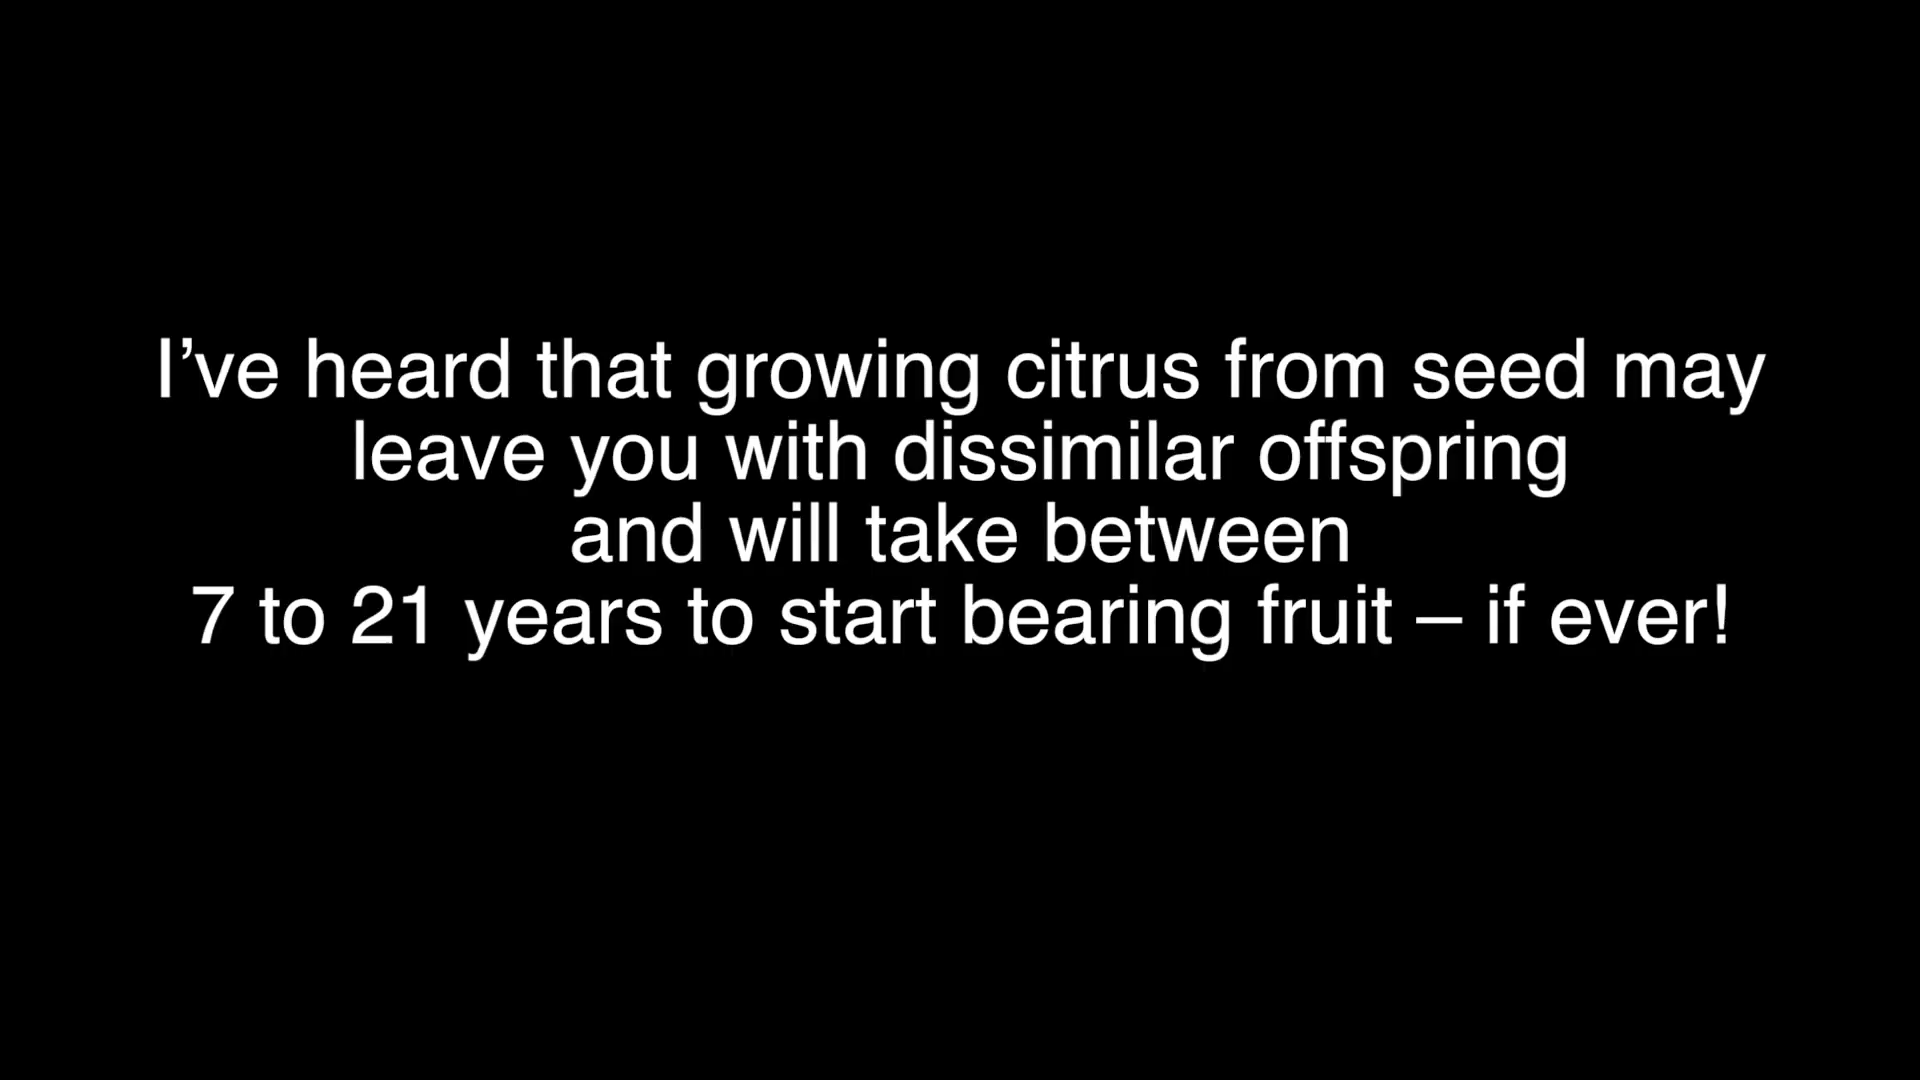 I’ve heard that growing citrus from seed may
leave you with dissimilar offspring
and will take between
7 to 21 years to start bearing fruit – if ever!